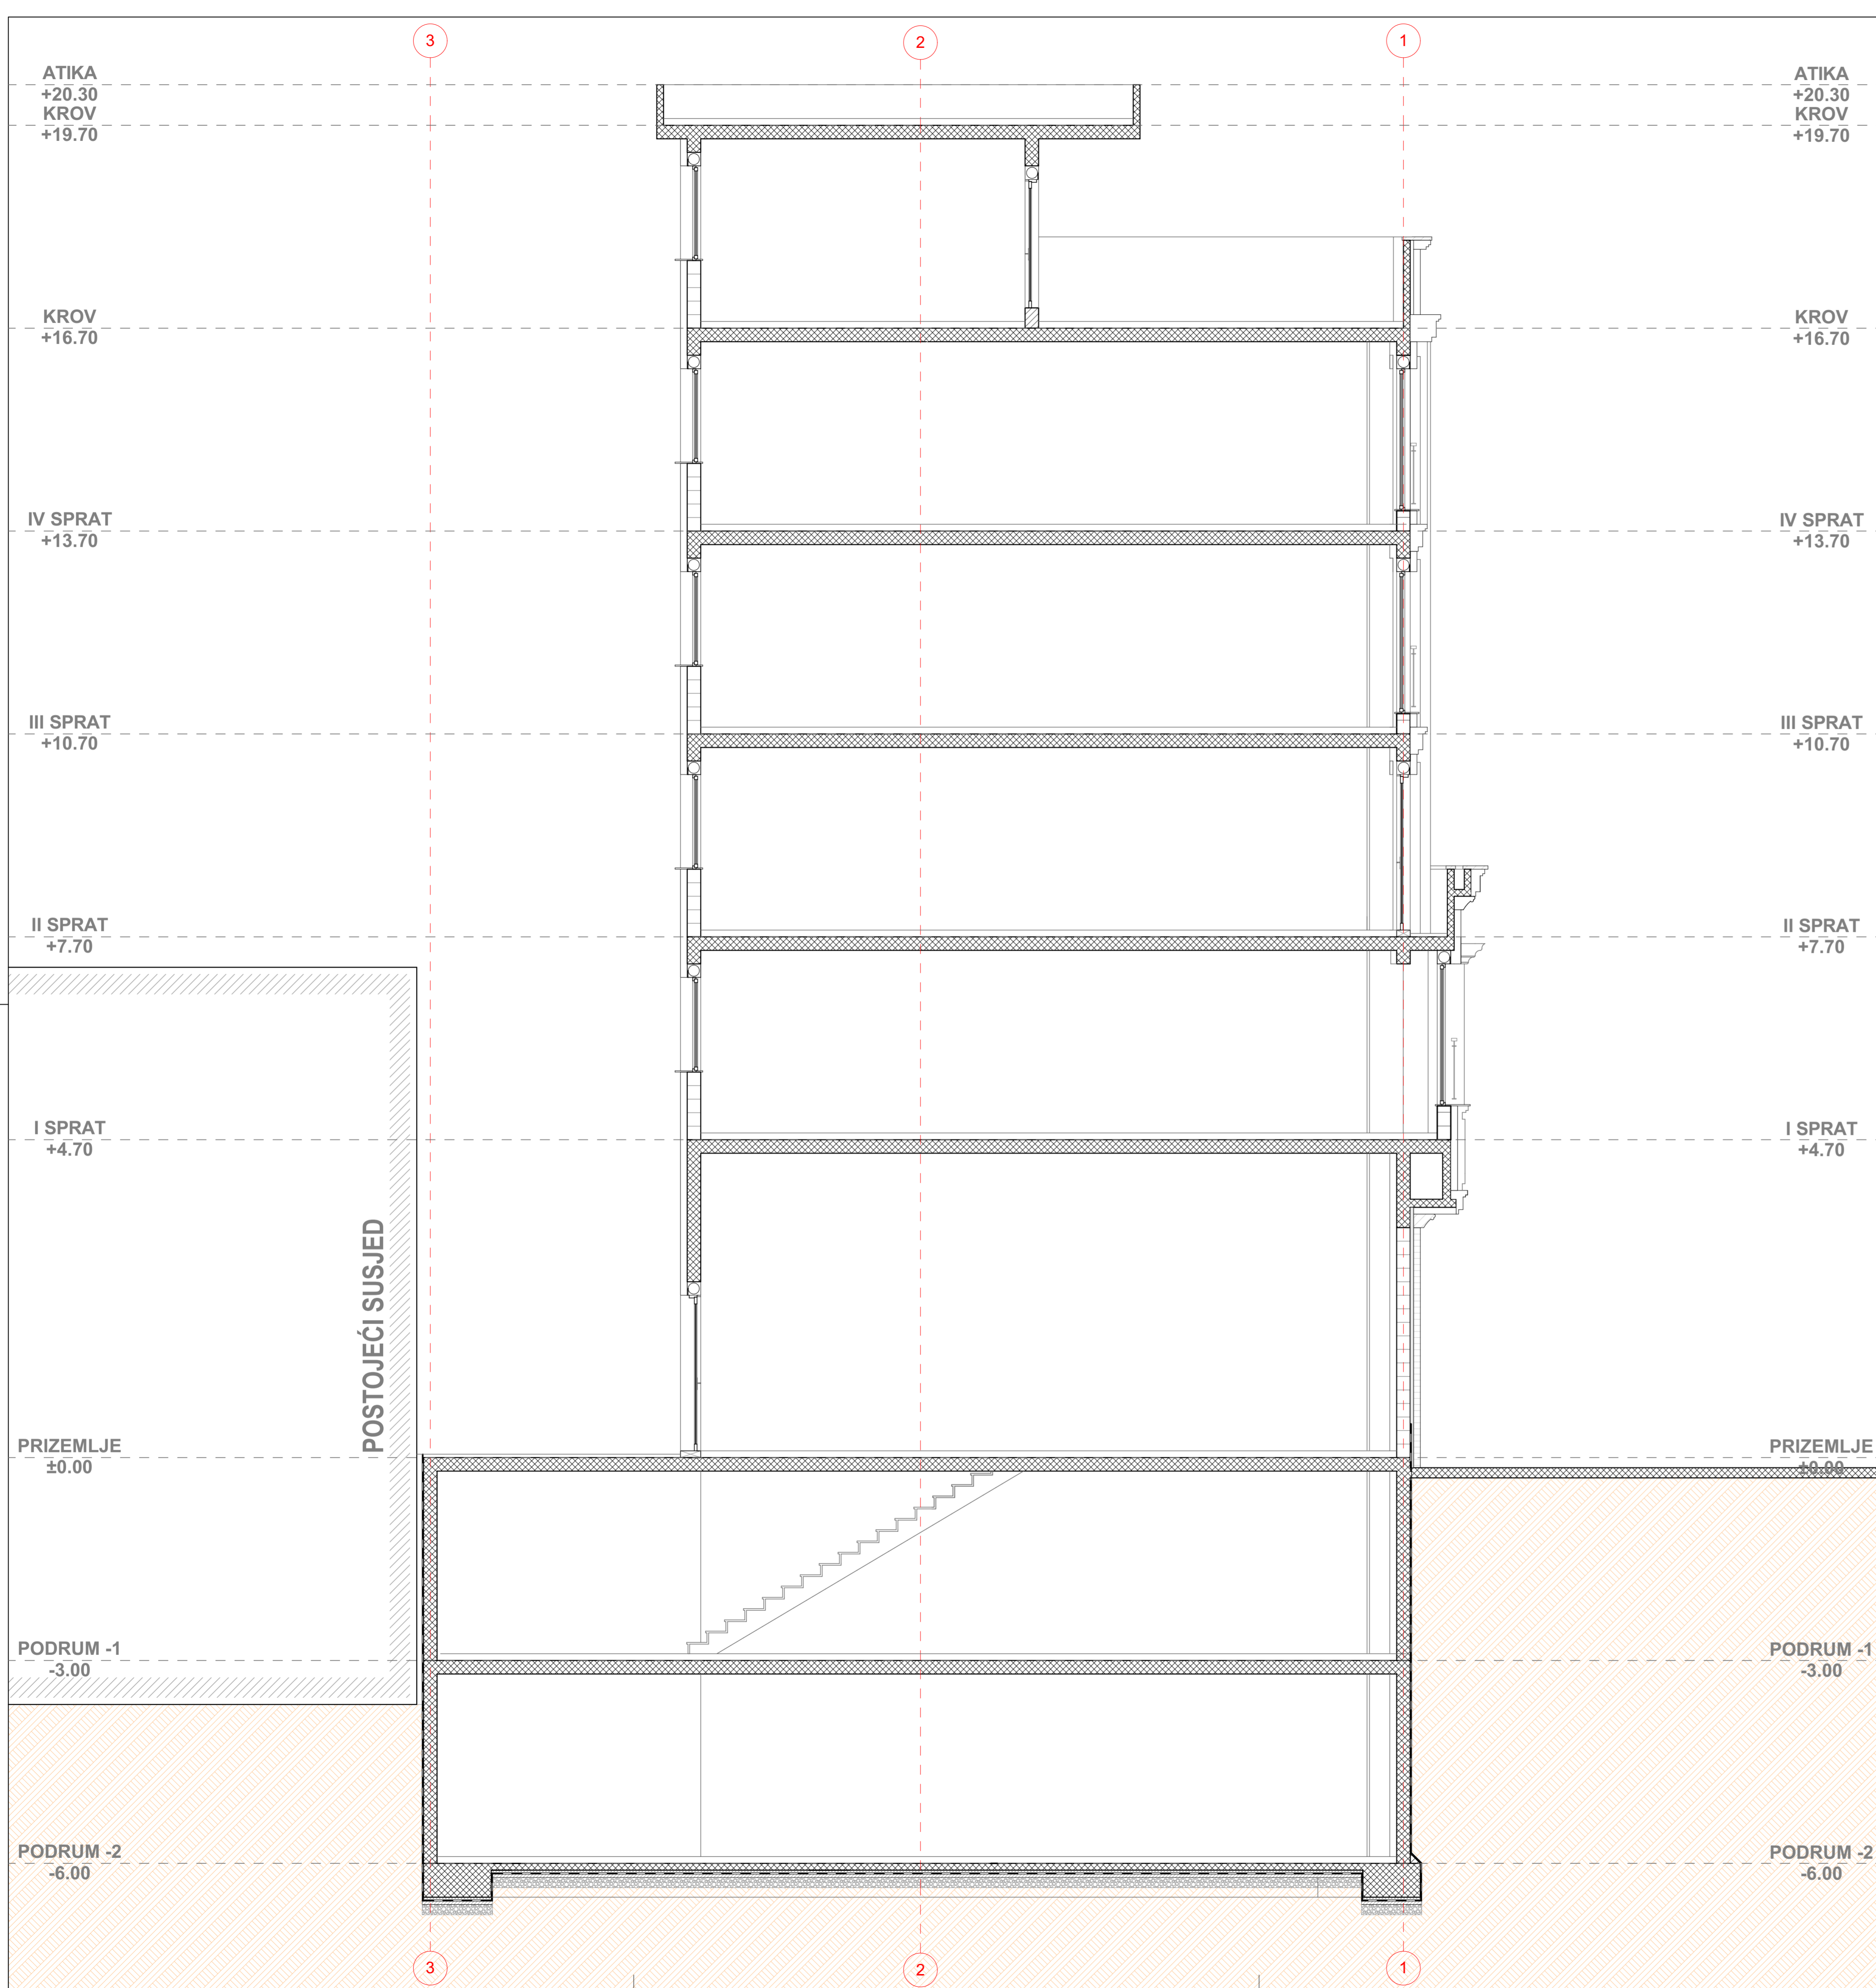 3
2
1
ATIKA
+20.30
KROV
+19.70
ATIKA
+20.30
KROV
+19.70
KROV
+16.70
KROV
+16.70
IV SPRAT
+13.70
IV SPRAT
+13.70
III SPRAT
+10.70
III SPRAT
+10.70
II SPRAT
+7.70
II SPRAT
+7.70
I SPRAT
+4.70
I SPRAT
+4.70
POSTOJEĆI SUSJED
PRIZEMLJE
±0.00
PRIZEMLJE
±0.00
PODRUM -1
-3.00
PODRUM -1
-3.00
PODRUM -2
-6.00
PODRUM -2
-6.00
3
2
1